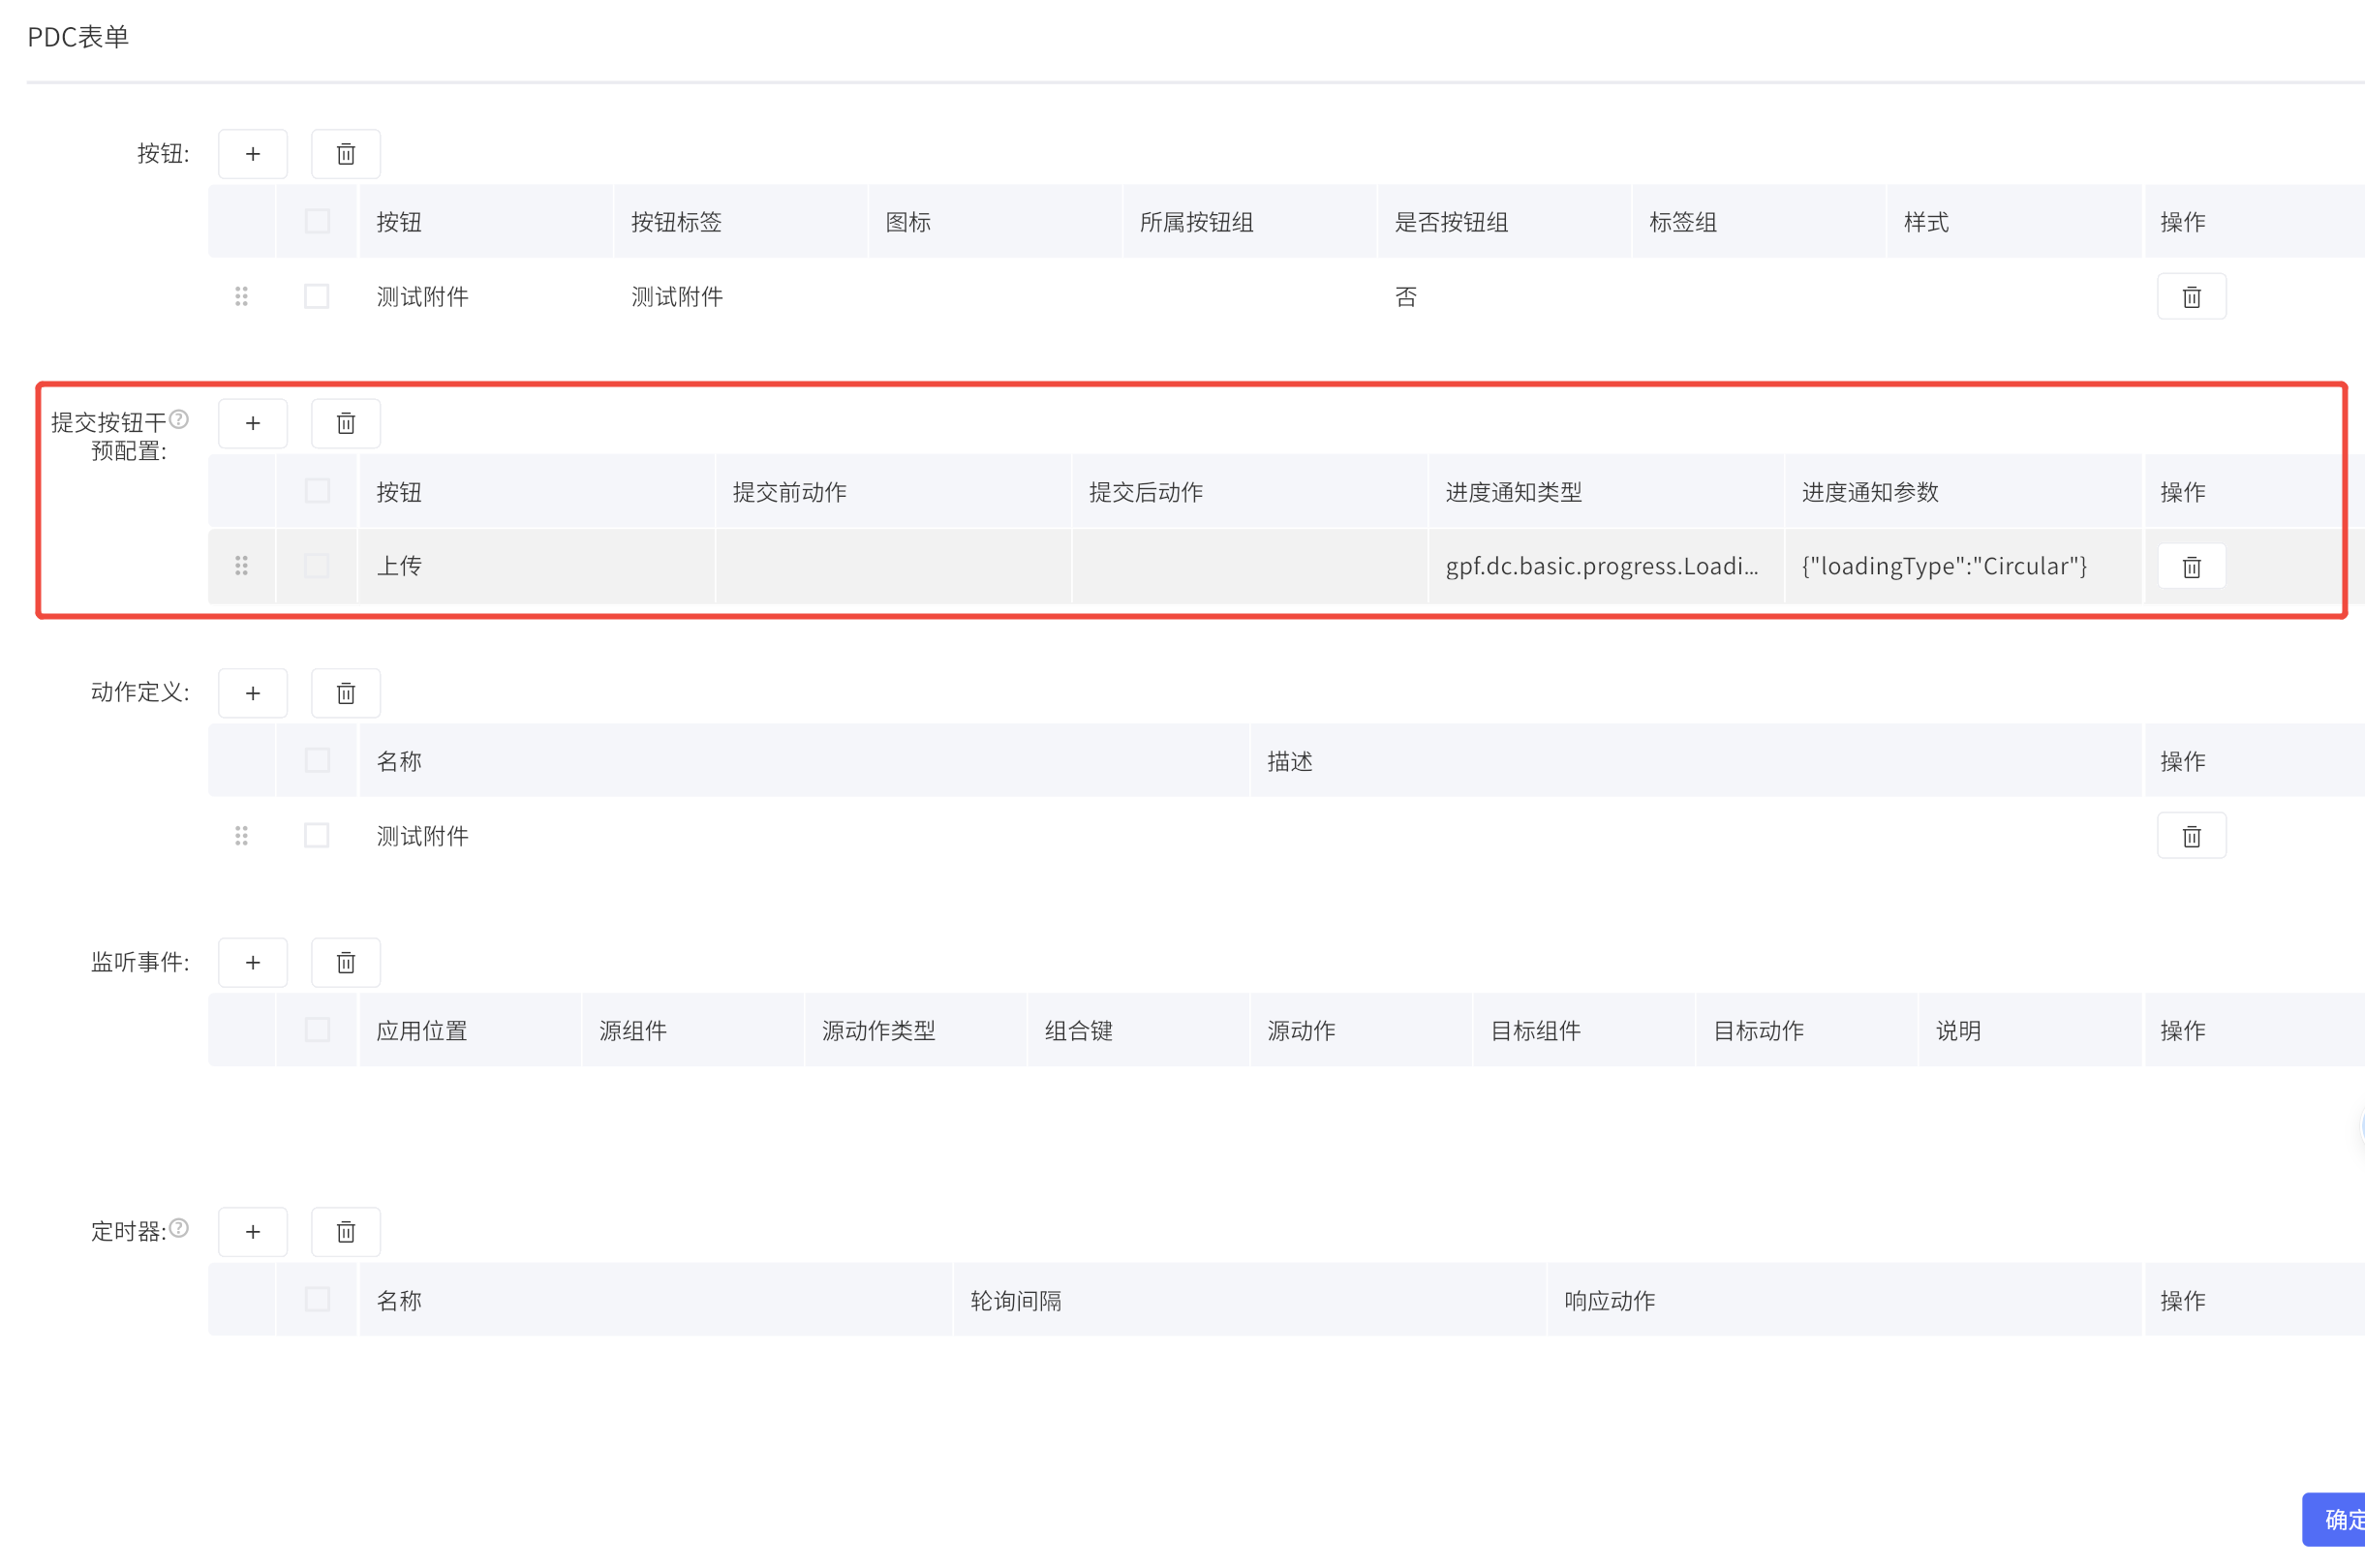 PDC表单
按钮:
按钮 按钮标签 图标 所属按钮组 是否按钮组 标签组 样式 操作
测试附件 测试附件 否
提交按钮干
预配置:
按钮 提交前动作 提交后动作 进度通知类型 进度通知参数 操作
上传 gpf.dc.basic.progress.Loadi... {"loadingType":"Circular"}
动作定义:
名称 描述 操作
测试附件
监听事件:
应用位置 源组件 源动作类型 组合键 源动作 目标组件 目标动作 说明 操作
定时器:
名称 轮询间隔 响应动作 操作
确定